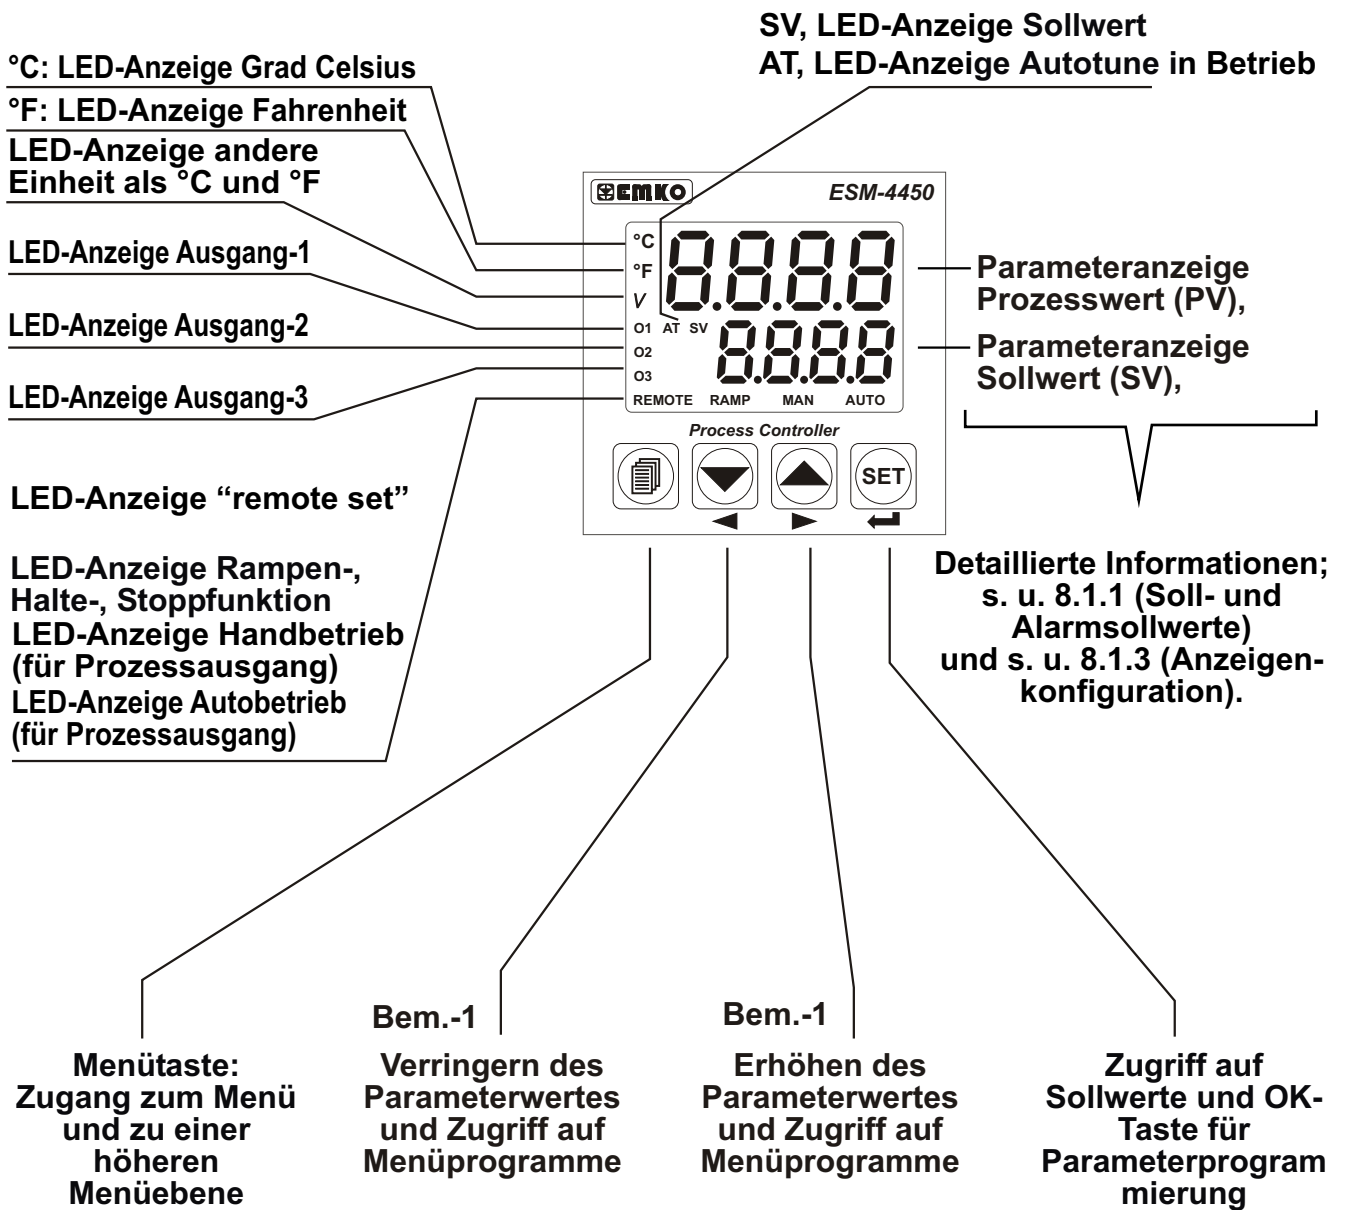 SV, LED-Anzeige Sollwert
AT, LED-Anzeige Autotune in Betrieb
°C: LED-Anzeige Grad Celsius
°F: LED-Anzeige Fahrenheit
LED-Anzeige andere
Einheit als °C und °F
LED-Anzeige Ausgang-1
LED-Anzeige Ausgang-2
LED-Anzeige Ausgang-3
LED-Anzeige “remote set”
LED-Anzeige Rampen-,
Halte-, Stoppfunktion
LED-Anzeige Handbetrieb
(für Prozessausgang)
LED-Anzeige Autobetrieb
(für Prozessausgang)
EMKO ESM-4450
°C 8.8.8.8
°F
V
O1 AT SV 8.8.8.8
O2
O3
REMOTE RAMP MAN AUTO
Process Controller
SET
Parameteranzeige
Prozesswert (PV),
Parameteranzeige
Sollwert (SV),
Detaillierte Informationen;
s. u. 8.1.1 (Soll- und
Alarmsollwerte)
und s. u. 8.1.3 (Anzeigen-
konfiguration).
Menütaste:
Zugang zum Menü
und zu einer
höheren
Menüebene
Bem.-1
Verringern des
Parameterwertes
und Zugriff auf
Menüprogramme
Bem.-1
Erhöhen des
Parameterwertes
und Zugriff auf
Menüprogramme
Zugriff auf
Sollwerte und OK-
Taste für
Parameterprogram
mierung